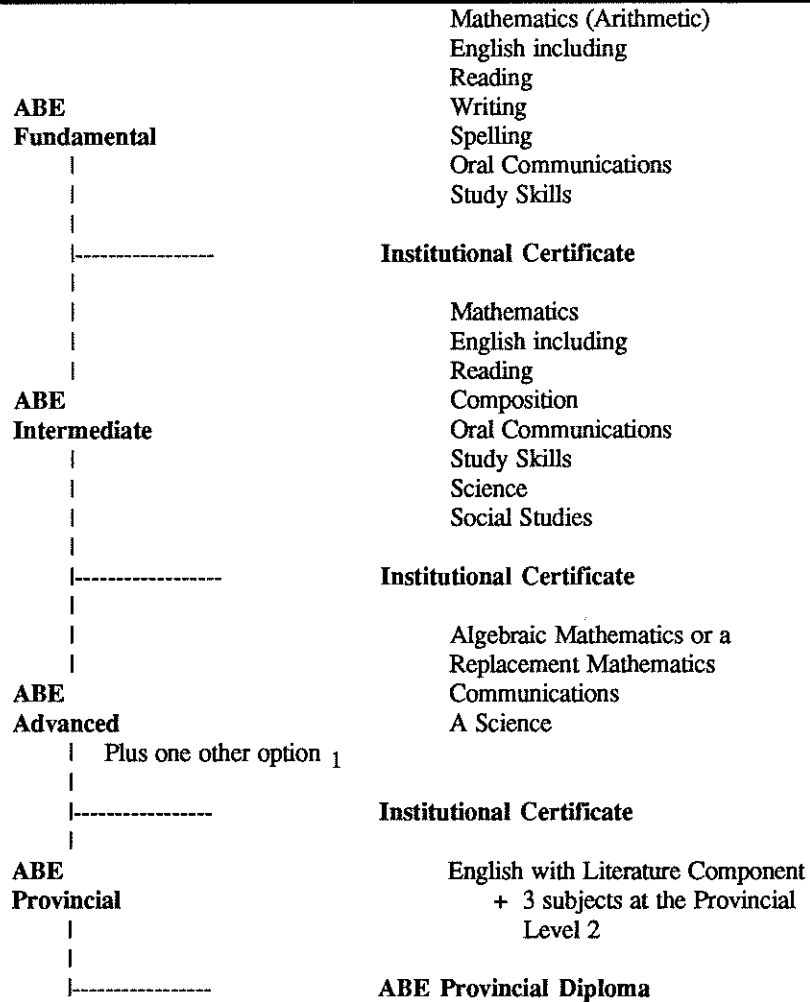 Mathematics (Arithmetic)
English including
Reading
ABE Writing
Fundamental Spelling
Oral Communications
Study Skills
Institutional Certificate
Mathematics
English including
Reading
ABE Composition
Intermediate Oral Communications
Study Skills
Science
Social Studies
Institutional Certificate
Algebraic Mathematics or a
Replacement Mathematics
ABE Communications
Advanced A Science
Plus one other option 1
Institutional Certificate
ABE English with Literature Component
Provincial + 3 subjects at the Provincial
Level 2
ABE Provincial Diploma